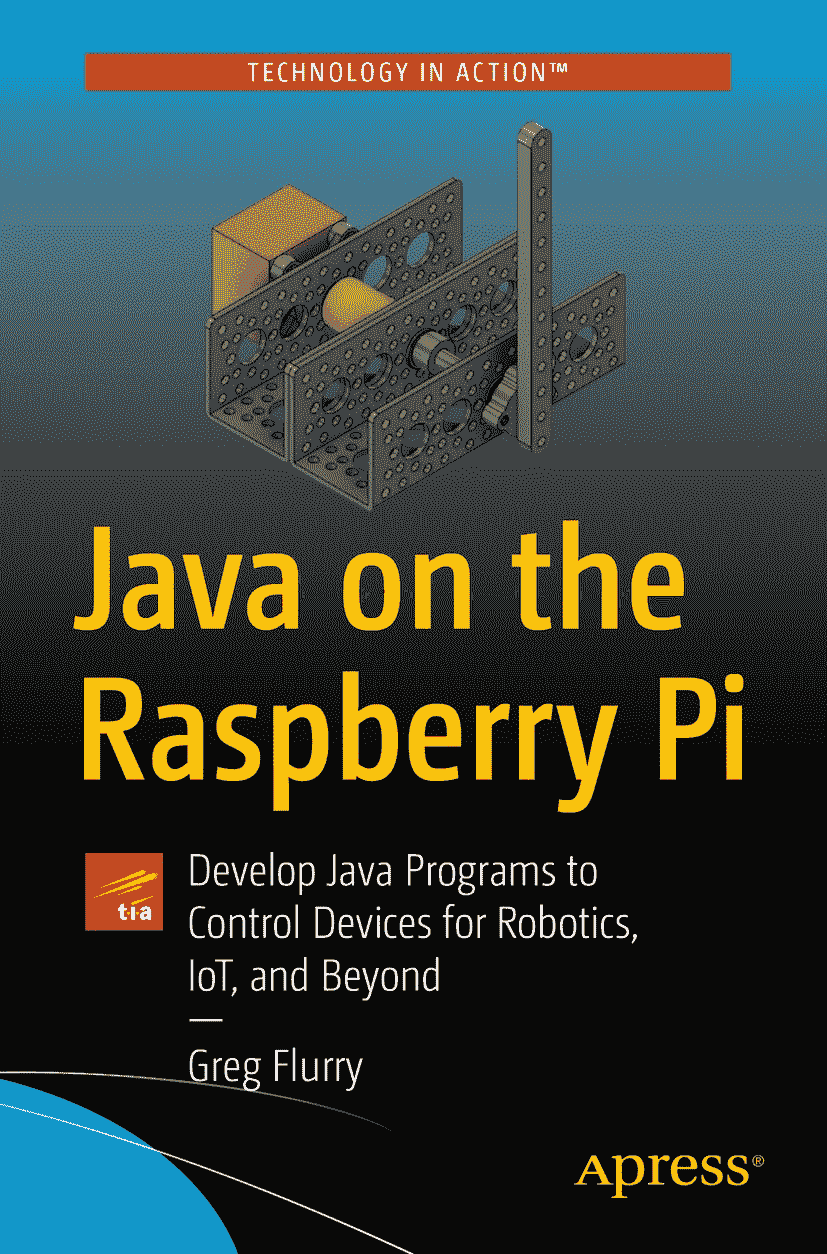 TECHNOLOGY IN ACTION™
Java on the
Raspberry Pi
t:i:a
Develop Java Programs to
Control Devices for Robotics,
IoT, and Beyond
—
Greg Flurry
Apress®